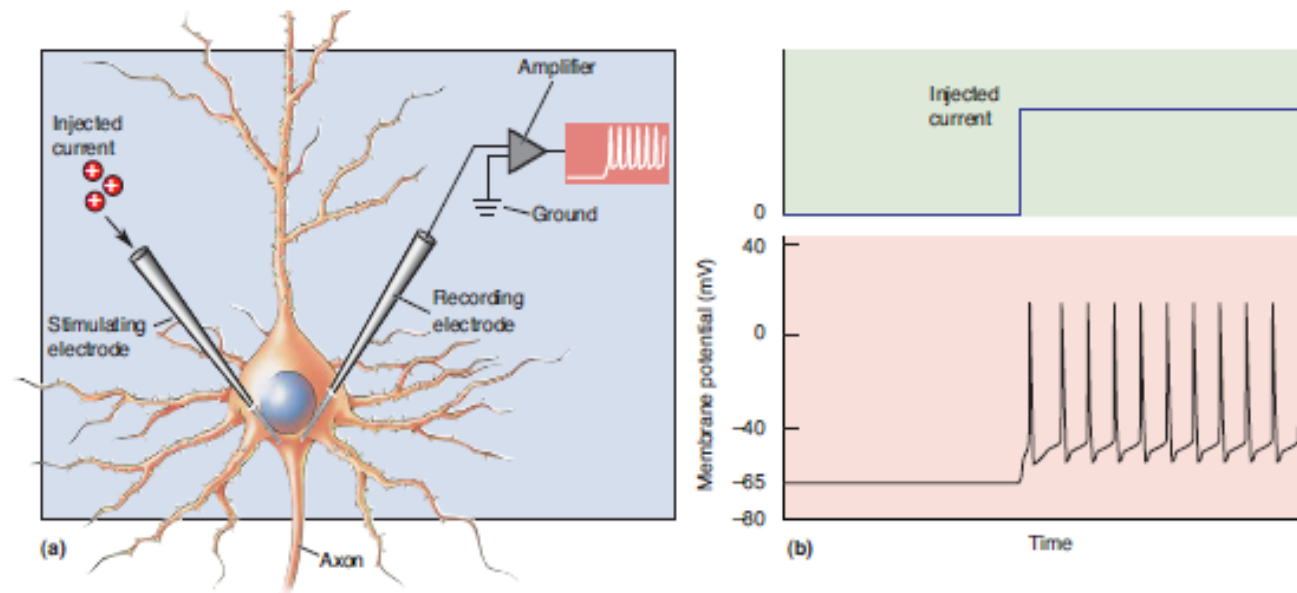 Amplifier
Injected
current
+
+
+
Ground
Stimulating
electrode
Recording
electrode
(a)
Axon
Injected
current
0
Membrane potential (mV)
40
0
–40
–65
–80
(b)
Time